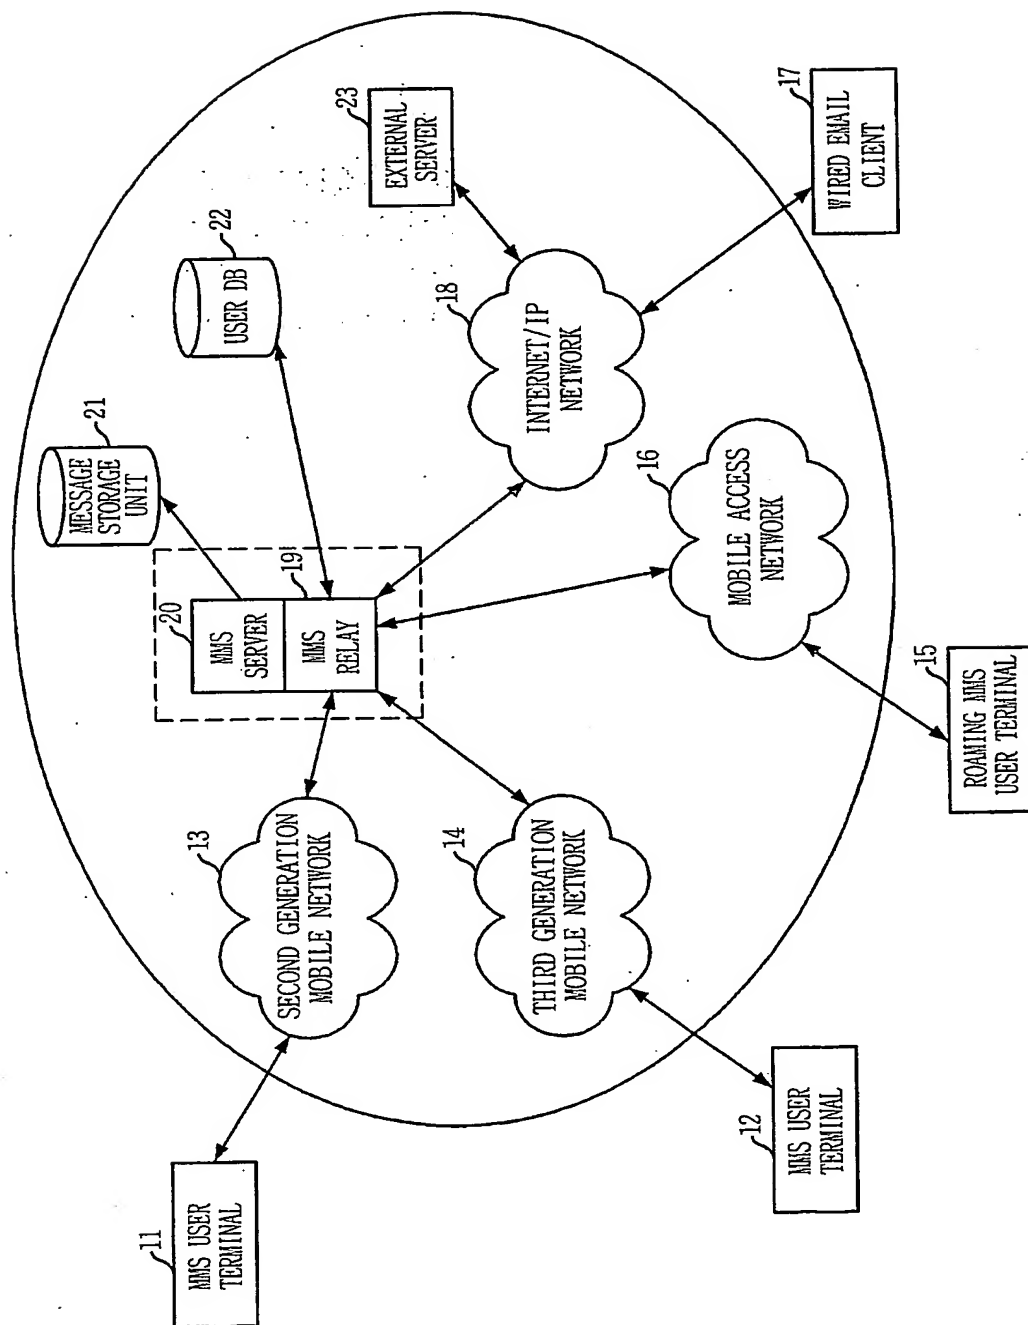 21
MESSAGE
STORAGE
UNIT
22
USER DB
20
MMS
SERVER
19
MMS
RELAY
23
EXTERNAL
SERVER
13
SECOND GENERATION
MOBILE NETWORK
18
INTERNET/IP
NETWORK
11
MMS USER
TERMINAL
14
THIRD GENERATION
MOBILE NETWORK
16
MOBILE ACCESS
NETWORK
17
WIRED EMAIL
CLIENT
12
MMS USER
TERMINAL
15
ROAMING MMS
USER TERMINAL